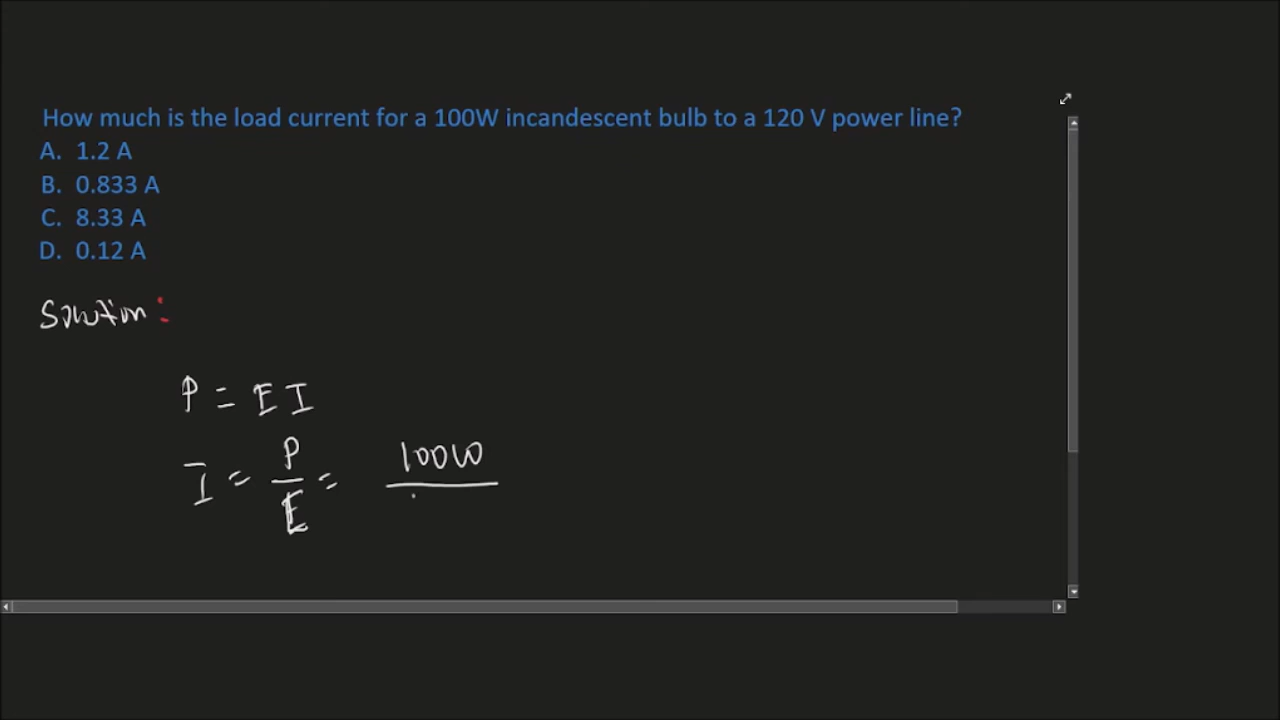 How much is the load current for a 100W incandescent bulb to a 120 V power line?
A. 1.2 A
B. 0.833 A
C. 8.33 A
D. 0.12 A
Solution :
P = E I
I = P/E = 100W/